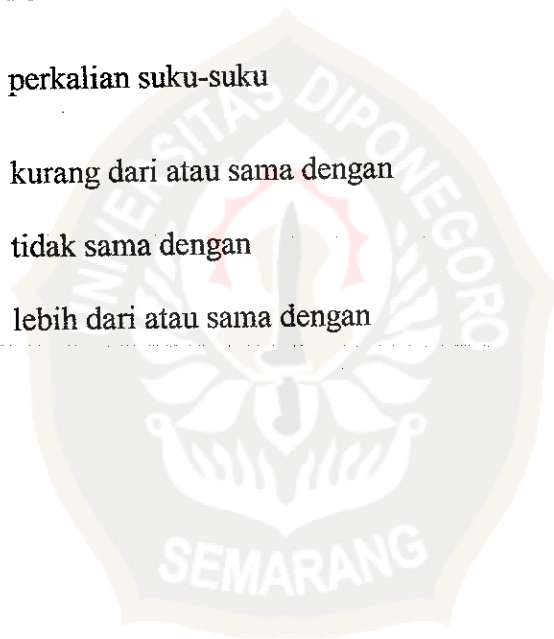 perkalian suku-suku
kurang dari atau sama dengan
tidak sama dengan
lebih dari atau sama dengan
UNIVERSITAS DIPONEGORO
SEMARANG